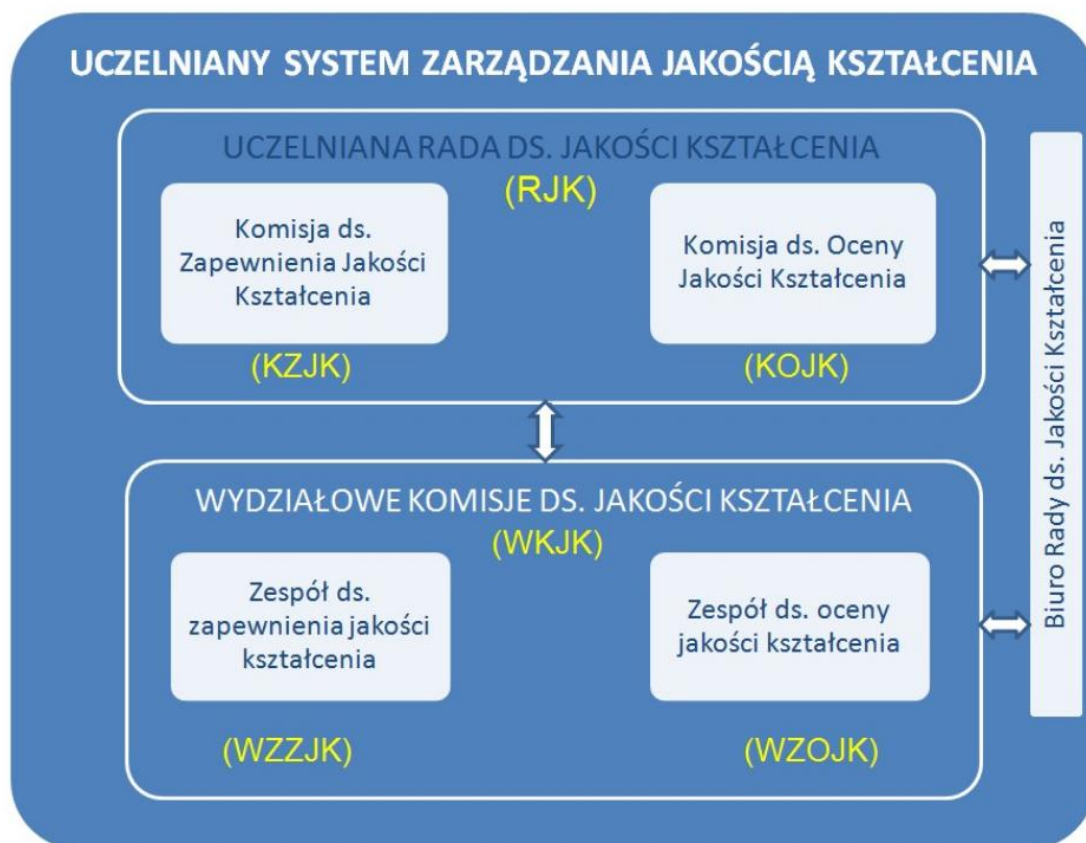 UCZELNIANY SYSTEM ZARZĄDZANIA JAKOŚCIĄ KSZTAŁCENIA
UCZELNIANA RADA DS. JAKOŚCI KSZTAŁCENIA
(RJK)
Komisja ds.
Zapewnienia Jakości
Kształcenia
(KZJK)
Komisja ds. Oceny
Jakości Kształcenia
(KOJK)
WYDZIAŁOWE KOMISJE DS. JAKOŚCI KSZTAŁCENIA
(WKJK)
Zespół ds.
zapewnienia jakości
kształcenia
(WZZJK)
Zespół ds. oceny
jakości kształcenia
(WZOJK)
Biuro Rady ds. Jakości Kształcenia